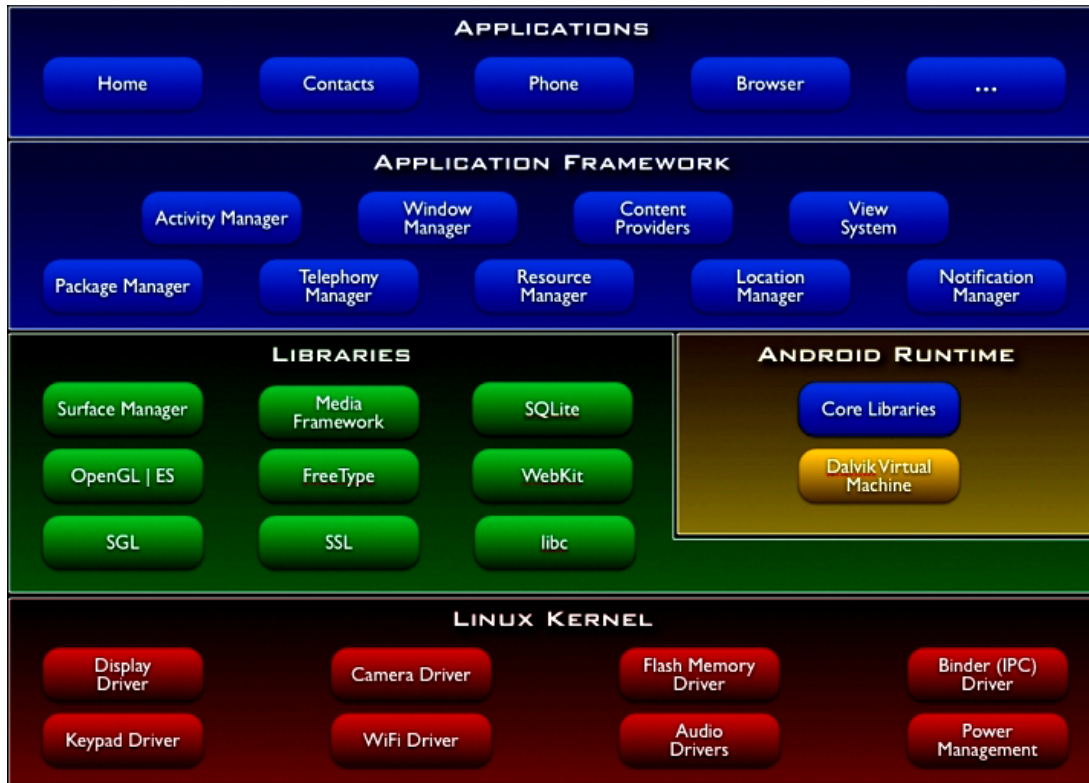 APPLICATIONS
Home
Contacts
Phone
Browser
...
APPLICATION FRAMEWORK
Activity Manager
Window
Manager
Content
Providers
View
System
Package Manager
Telephony
Manager
Resource
Manager
Location
Manager
Notification
Manager
LIBRARIES
Surface Manager
Media
Framework
SQLite
OpenGL | ES
FreeType
WebKit
SGL
SSL
libc
ANDROID RUNTIME
Core Libraries
Dalvik Virtual
Machine
LINUX KERNEL
Display
Driver
Camera Driver
Flash Memory
Driver
Binder (IPC)
Driver
Keypad Driver
WiFi Driver
Audio
Drivers
Power
Management